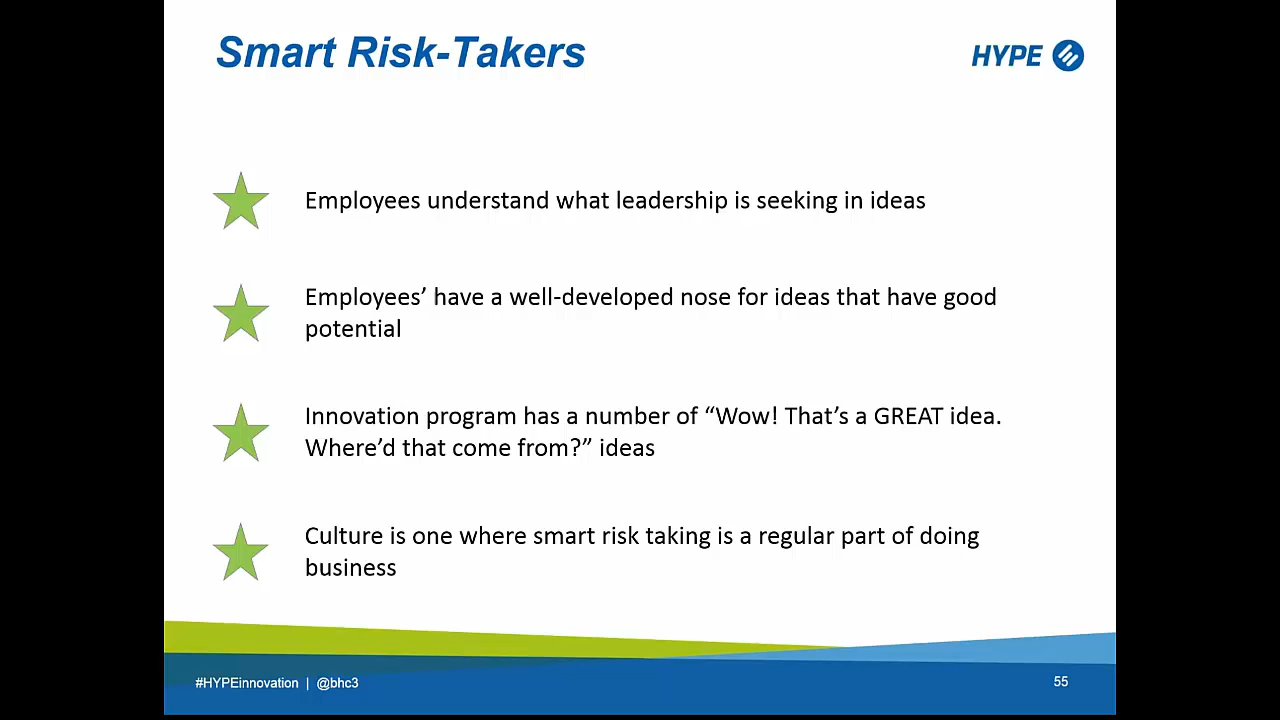 Smart Risk-Takers
HYPE
Employees understand what leadership is seeking in ideas
Employees’ have a well-developed nose for ideas that have good
potential
Innovation program has a number of “Wow! That’s a GREAT idea.
Where’d that come from?” ideas
Culture is one where smart risk taking is a regular part of doing
business
#HYPEinnovation | @bhc3
55